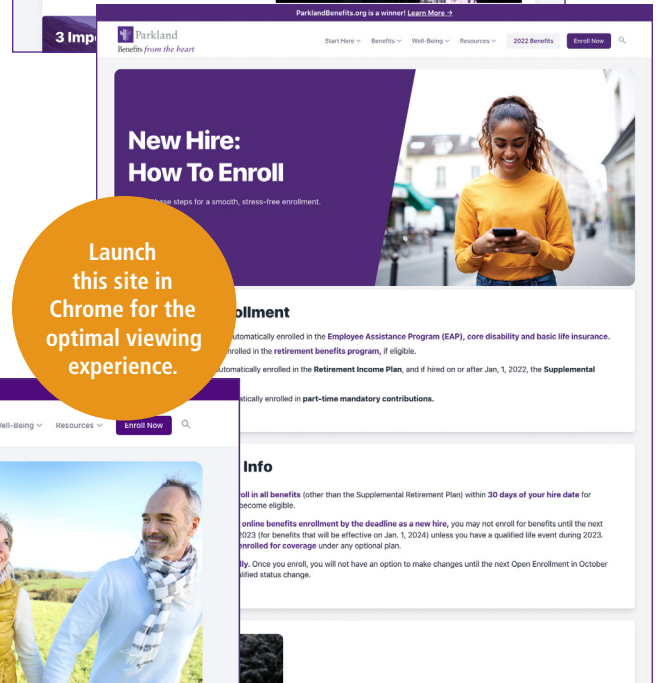 3 Imp
ParklandBenefits.org is a winner! Learn More →
Parkland
Benefits from the heart
Start Here Benefits Well-Being Resources 2022 Benefits Enroll Now
New Hire:
How To Enroll
these steps for a smooth, stress-free enrollment.
Launch
this site in
Chrome for the
optimal viewing
experience.
ollment
utomatically enrolled in the Employee Assistance Program (EAP), core disability and basic life insurance.
nrolled in the retirement benefits program, if eligible.
utomatically enrolled in the Retirement Income Plan, and if hired on or after Jan, 1, 2022, the Supplemental
atically enrolled in part-time mandatory contributions.
Well-Being Resources Enroll Now
Info
roll in all benefits (other than the Supplemental Retirement Plan) within 30 days of your hire date for
become eligible.
online benefits enrollment by the deadline as a new hire, you may not enroll for benefits until the next
2023 (for benefits that will be effective on Jan. 1, 2024) unless you have a qualified life event during 2023.
enrolled for coverage under any optional plan.
lly. Once you enroll, you will not have an option to make changes until the next Open Enrollment in October
alified status change.